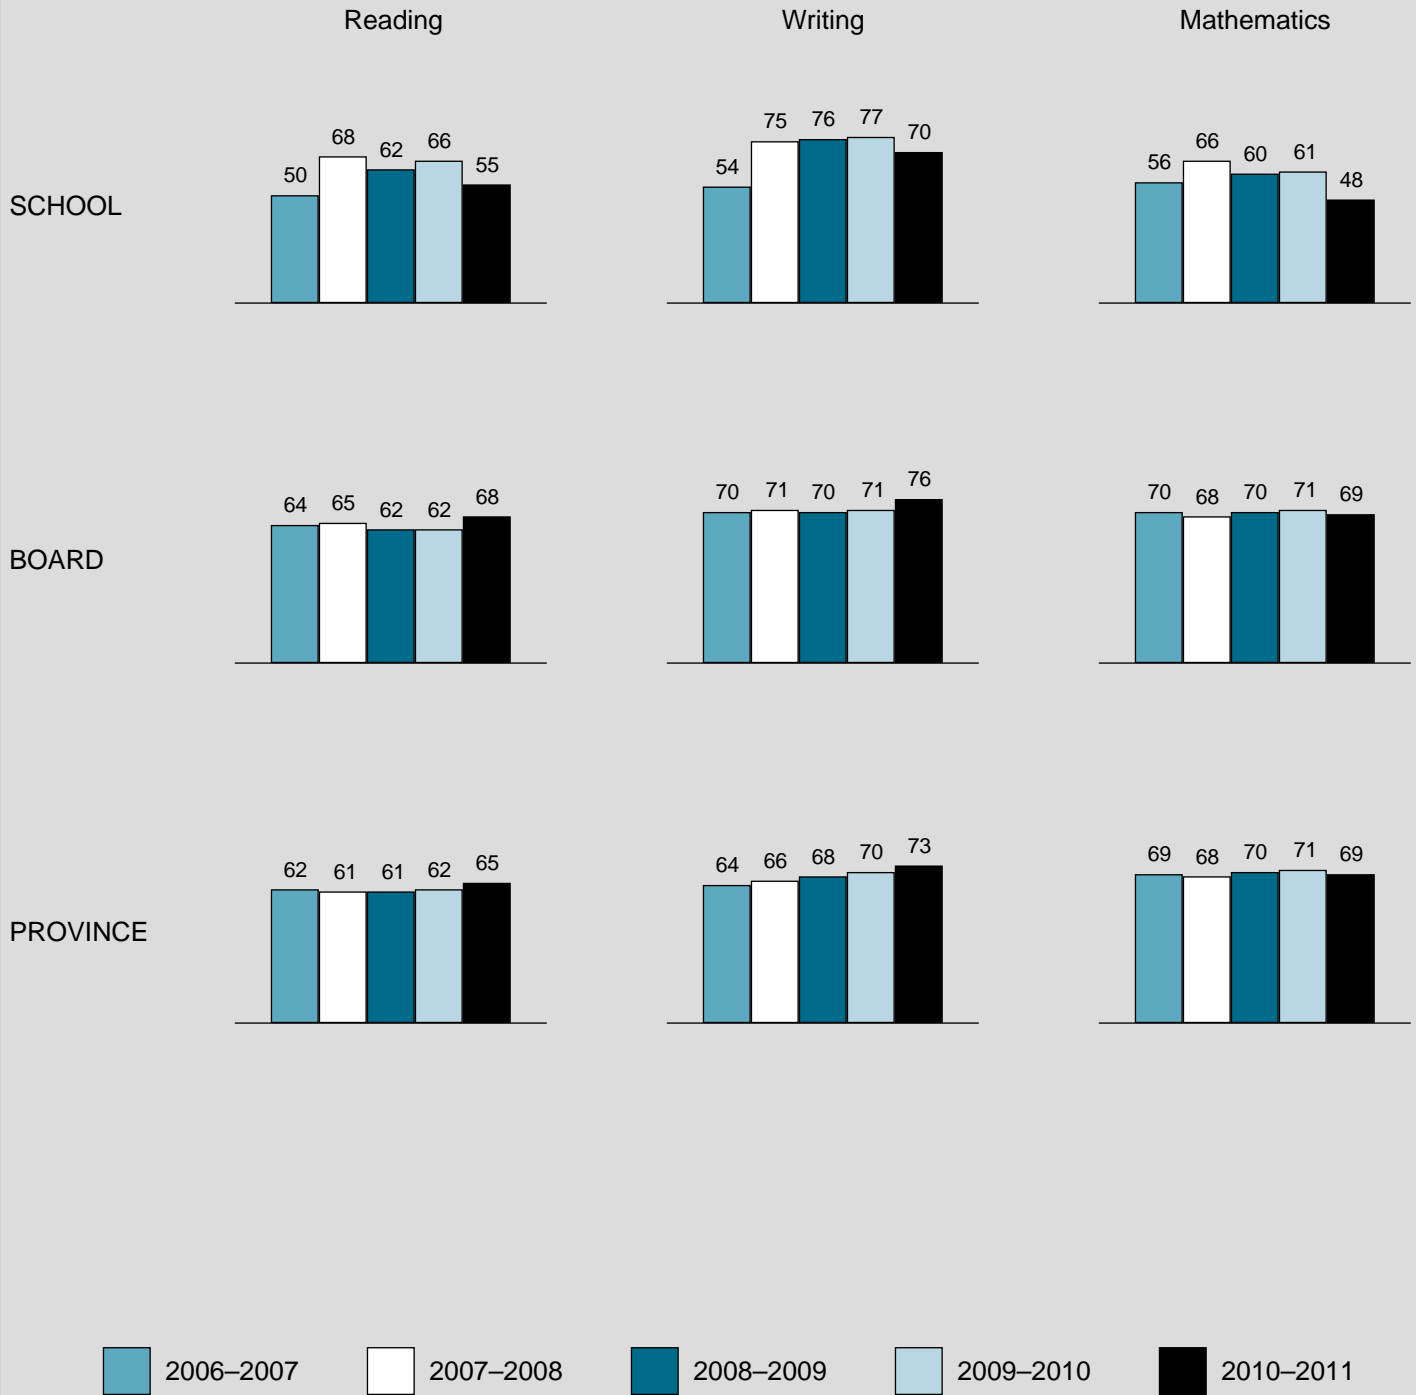 Reading Writing Mathematics
50 68 62 66 55 54 75 76 77 70 56 66 60 61 48
SCHOOL
64 65 62 62 68 70 71 70 71 76 70 68 70 71 69
BOARD
62 61 61 62 65 64 66 68 70 73 69 68 70 71 69
PROVINCE
2006–2007 2007–2008 2008–2009 2009–2010 2010–2011